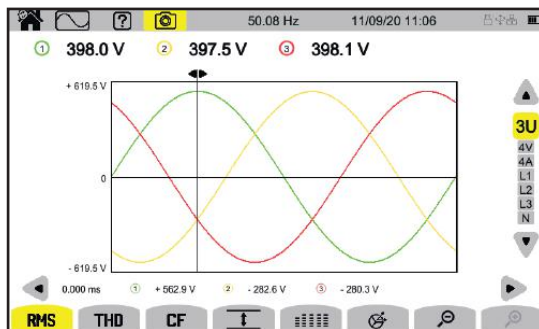 ? 50.08 Hz 11/09/20 11:06
1 398.0 V 2 397.5 V 3 398.1 V
+ 619.5 V
0
- 619.5 V
3U
4V
4A
L1
L2
L3
N
0.000 ms 1 + 562.9 V 2 - 282.6 V 3 - 280.3 V
RMS THD CF